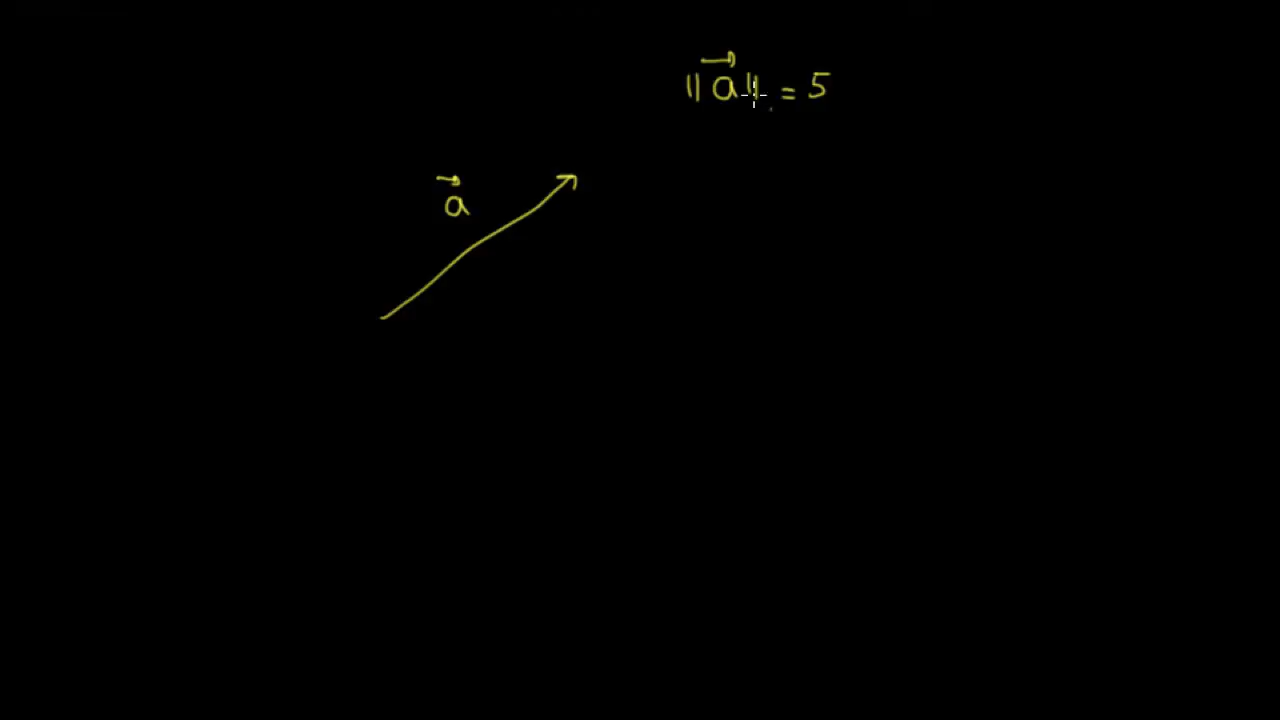 ‖a⃗‖ = 5
a⃗